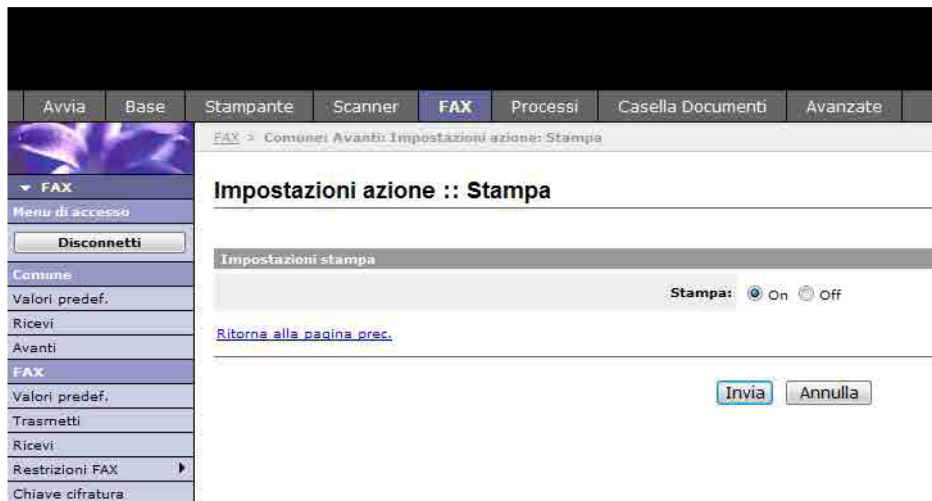 Avvia Base Stampante Scanner FAX Processi Casella Documenti Avanzate
FAX > Comune: Avanti: Impostazioni azione: Stampa
FAX
Menu di accesso
Disconnetti
Comune
Valori predef.
Ricevi
Avanti
FAX
Valori predef.
Trasmetti
Ricevi
Restrizioni FAX
Chiave cifratura
Impostazioni azione :: Stampa
Impostazioni stampa
Stampa: On Off
Ritorna alla pagina prec.
Invia Annulla